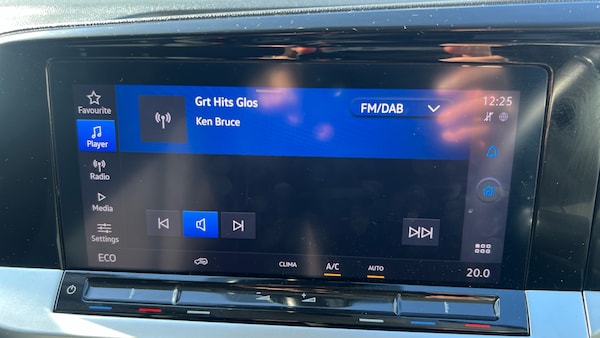 Favourite
Grt Hits Glos
Ken Bruce
FM/DAB
12:25
Player
Radio
Media
Settings
ECO
CLIMA
A/C
AUTO
20.0